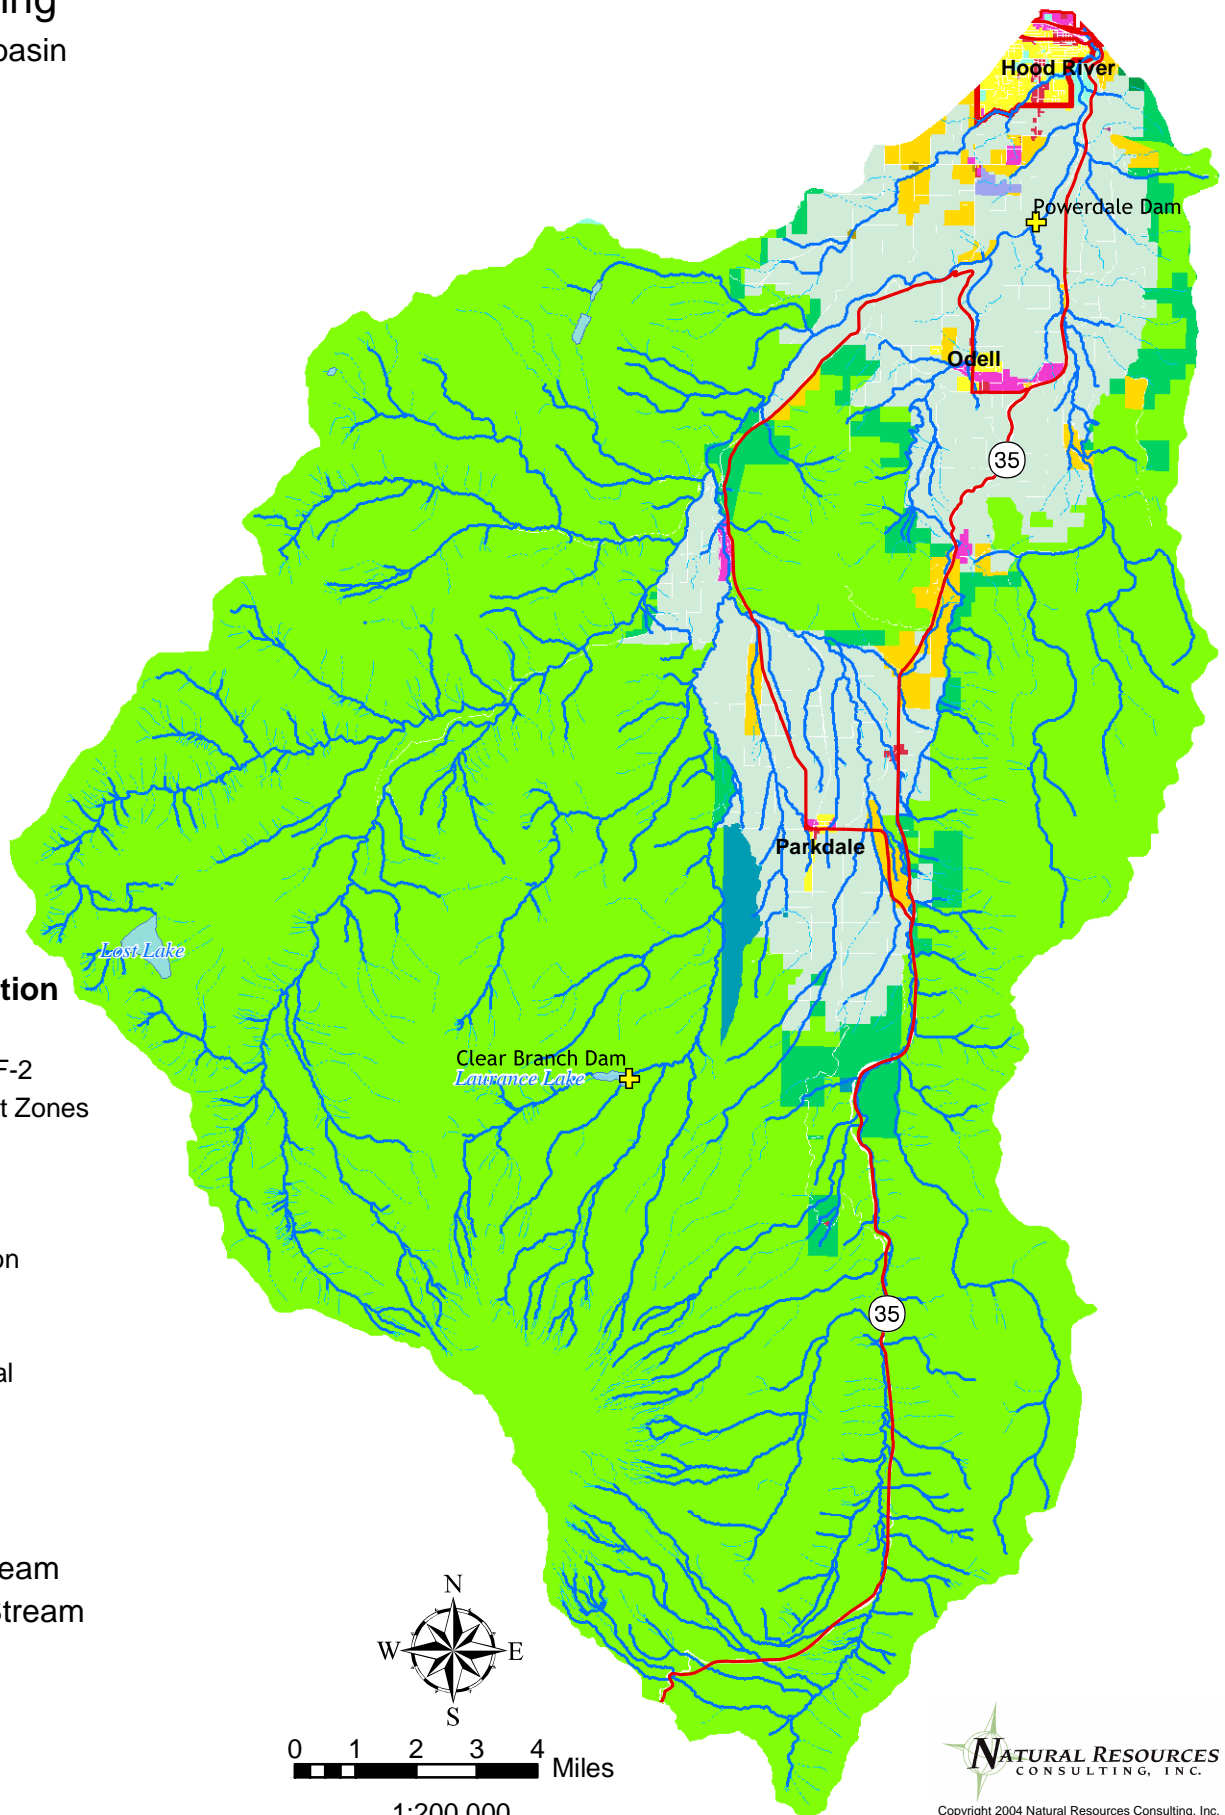 ing
basin
Hood River
Powerdale Dam
Odell
35
Parkdale
Lost Lake
tion
Clear Branch Dam
Laurance Lake
F-2
t Zones
on
35
al
eam
Stream
N
W E
S
0 1 2 3 4 Miles
1:200,000
NATURAL RESOURCES
CONSULTING, INC.
Copyright 2004 Natural Resources Consulting, Inc.